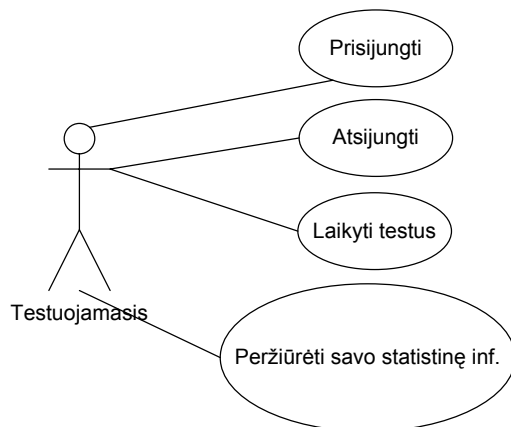 Prisijungti
Atsijungti
Laikyti testus
Testuojamasis
Peržiūrėti savo statistinę inf.